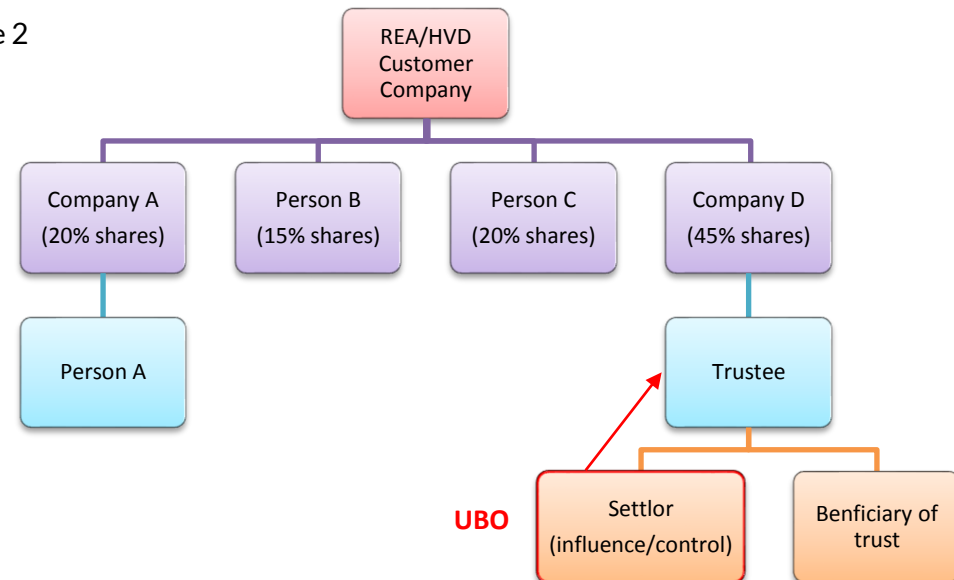 e 2
REA/HVD
Customer
Company
Company A
(20% shares)
Person B
(15% shares)
Person C
(20% shares)
Company D
(45% shares)
Person A
Trustee
UBO
Settlor
(influence/control)
Benficiary of
trust